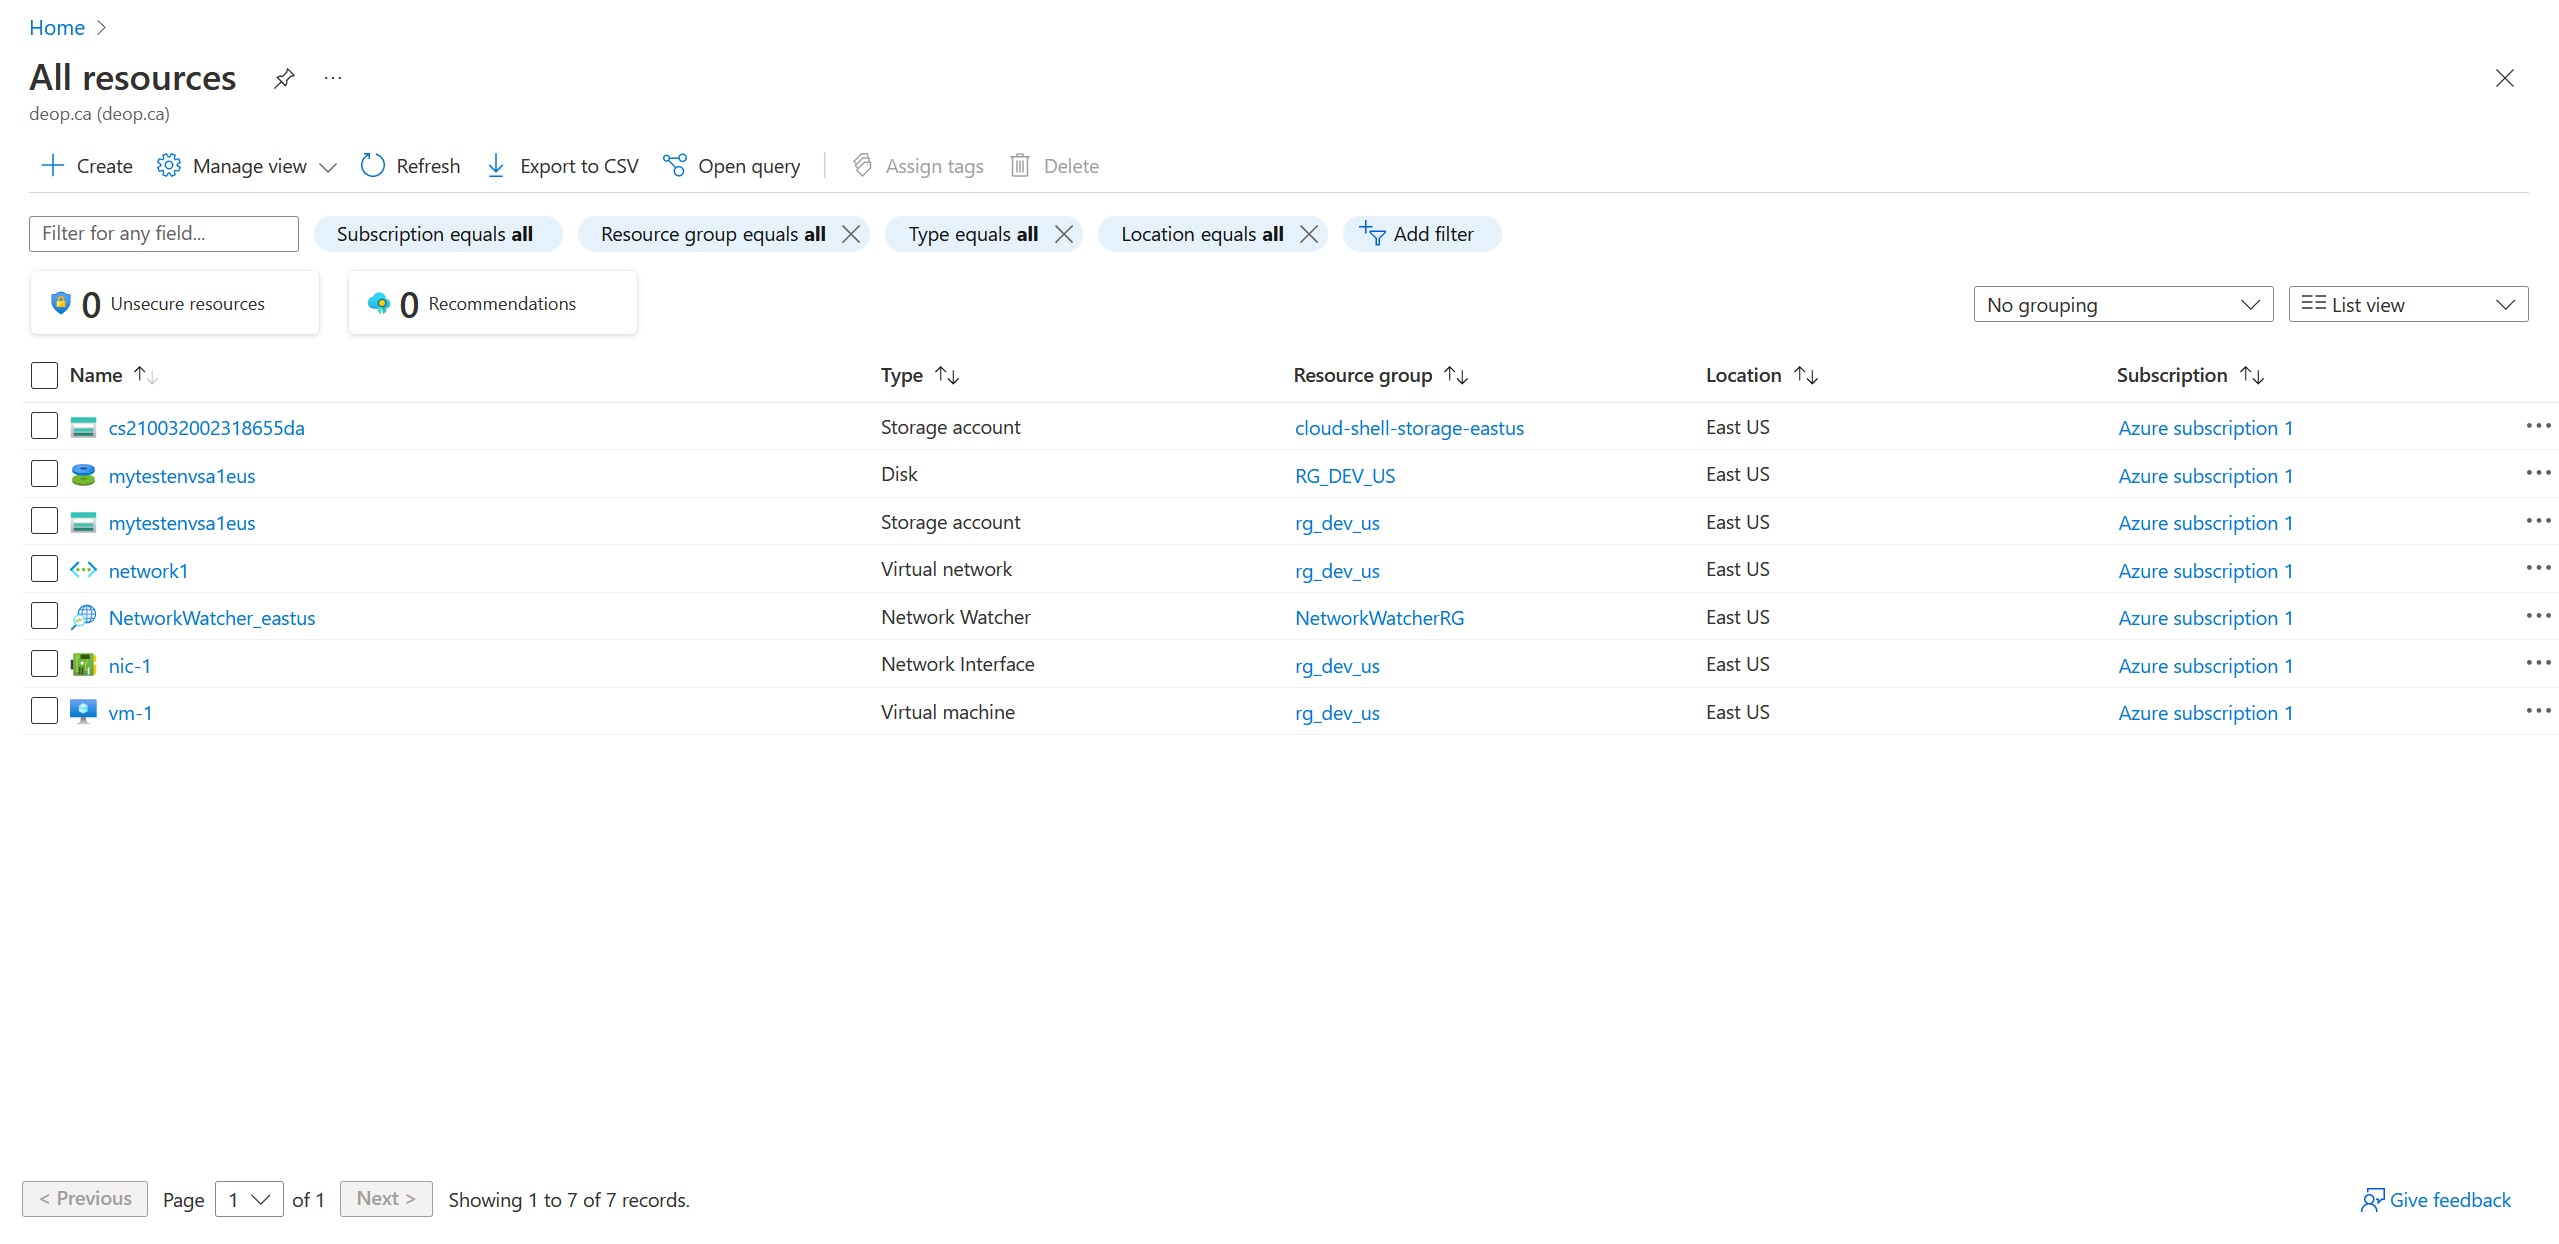 Home
All resources
deop.ca (deop.ca)
Create Manage view Refresh Export to CSV Open query Assign tags Delete
Filter for any field... Subscription equals all Resource group equals all Type equals all Location equals all Add filter
0 Unsecure resources 0 Recommendations No grouping List view
Name Type Resource group Location Subscription
cs210032002318655da Storage account cloud-shell-storage-eastus East US Azure subscription 1
mytestenvsa1eus Disk RG_DEV_US East US Azure subscription 1
mytestenvsa1eus Storage account rg_dev_us East US Azure subscription 1
network1 Virtual network rg_dev_us East US Azure subscription 1
NetworkWatcher_eastus Network Watcher NetworkWatcherRG East US Azure subscription 1
nic-1 Network Interface rg_dev_us East US Azure subscription 1
vm-1 Virtual machine rg_dev_us East US Azure subscription 1
< Previous Page 1 of 1 Next > Showing 1 to 7 of 7 records. Give feedback